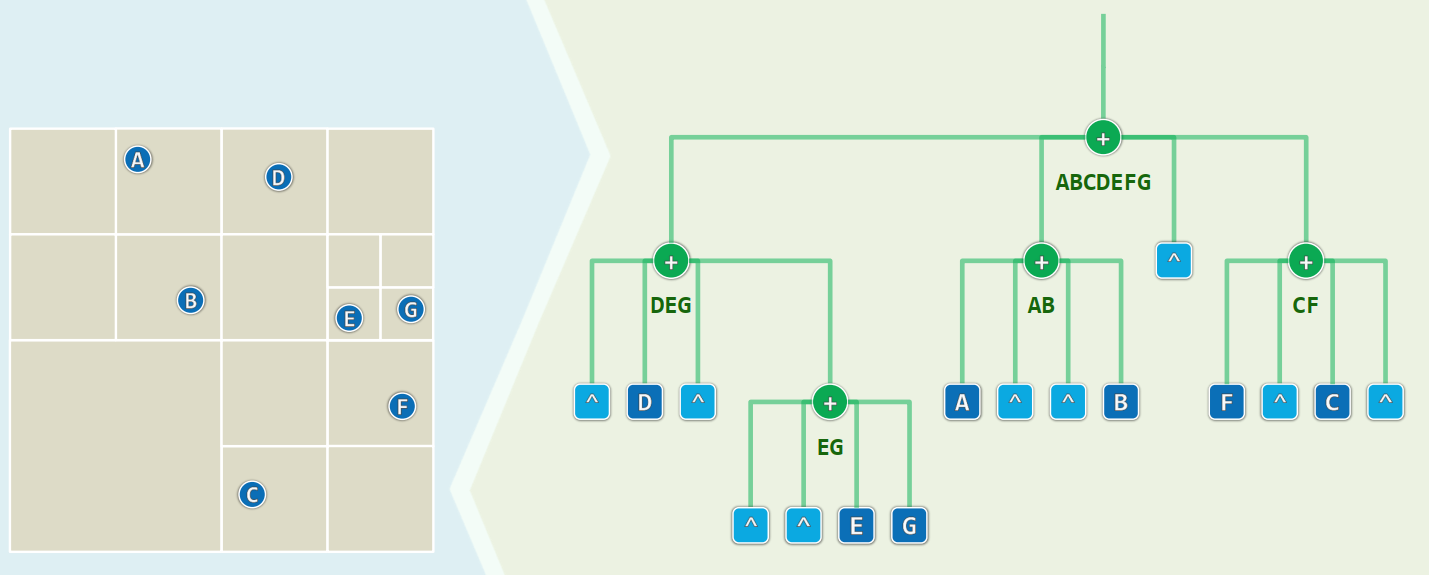 A
D
B
E G
F
C
+
ABCDEFG
+ + ^ +
DEG AB CF
^ D ^ + A ^ ^ B F ^ C ^
EG
^ ^ E G